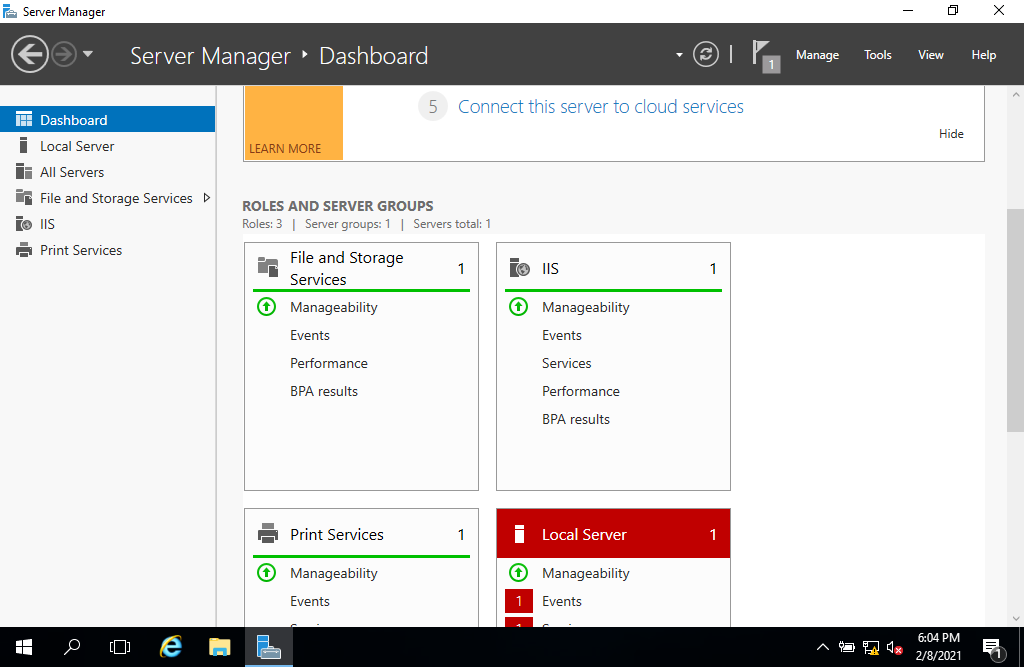 Server Manager
Server Manager ‣ Dashboard
1
Manage
Tools
View
Help
Dashboard
Local Server
All Servers
File and Storage Services
IIS
Print Services
LEARN MORE
5 Connect this server to cloud services
Hide
ROLES AND SERVER GROUPS
Roles: 3 | Server groups: 1 | Servers total: 1
File and Storage
Services
1
Manageability
Events
Performance
BPA results
IIS 1
Manageability
Events
Services
Performance
BPA results
Print Services 1
Manageability
Events
Local Server 1
Manageability
1 Events
6:04 PM
2/8/2021
1